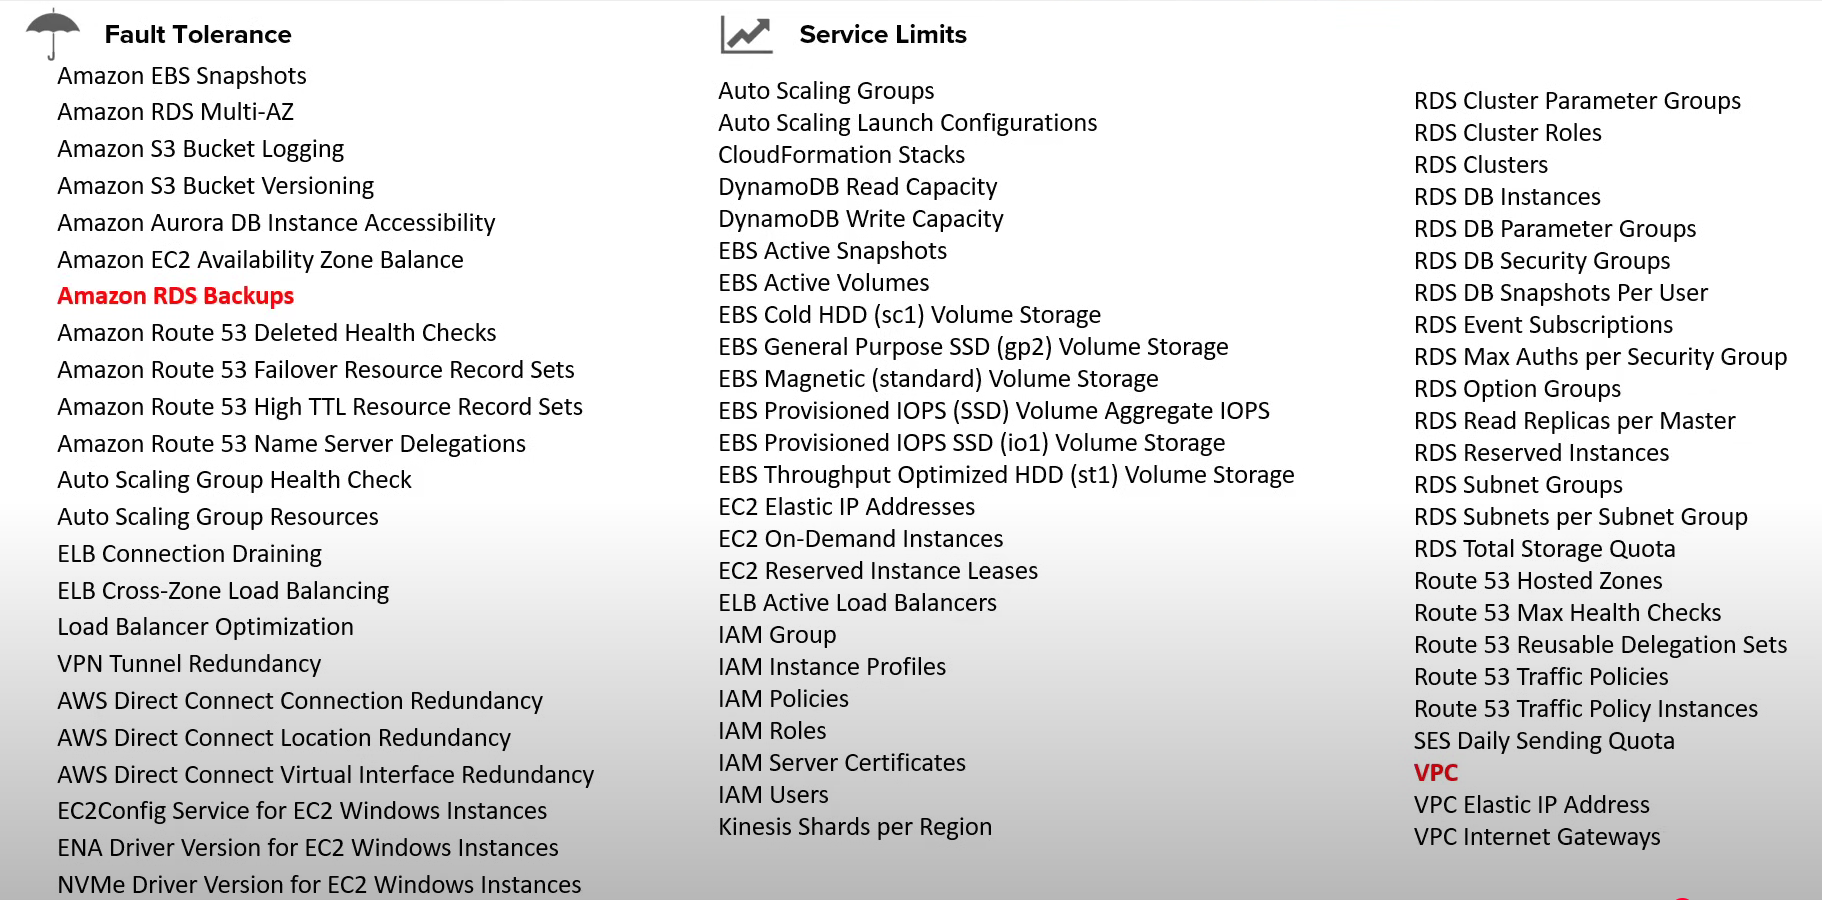 Fault Tolerance
Amazon EBS Snapshots
Amazon RDS Multi-AZ
Amazon S3 Bucket Logging
Amazon S3 Bucket Versioning
Amazon Aurora DB Instance Accessibility
Amazon EC2 Availability Zone Balance
Amazon RDS Backups
Amazon Route 53 Deleted Health Checks
Amazon Route 53 Failover Resource Record Sets
Amazon Route 53 High TTL Resource Record Sets
Amazon Route 53 Name Server Delegations
Auto Scaling Group Health Check
Auto Scaling Group Resources
ELB Connection Draining
ELB Cross-Zone Load Balancing
Load Balancer Optimization
VPN Tunnel Redundancy
AWS Direct Connect Connection Redundancy
AWS Direct Connect Location Redundancy
AWS Direct Connect Virtual Interface Redundancy
EC2Config Service for EC2 Windows Instances
ENA Driver Version for EC2 Windows Instances
NVMe Driver Version for EC2 Windows Instances
Service Limits
Auto Scaling Groups
Auto Scaling Launch Configurations
CloudFormation Stacks
DynamoDB Read Capacity
DynamoDB Write Capacity
EBS Active Snapshots
EBS Active Volumes
EBS Cold HDD (sc1) Volume Storage
EBS General Purpose SSD (gp2) Volume Storage
EBS Magnetic (standard) Volume Storage
EBS Provisioned IOPS (SSD) Volume Aggregate IOPS
EBS Provisioned IOPS SSD (io1) Volume Storage
EBS Throughput Optimized HDD (st1) Volume Storage
EC2 Elastic IP Addresses
EC2 On-Demand Instances
EC2 Reserved Instance Leases
ELB Active Load Balancers
IAM Group
IAM Instance Profiles
IAM Policies
IAM Roles
IAM Server Certificates
IAM Users
Kinesis Shards per Region
RDS Cluster Parameter Groups
RDS Cluster Roles
RDS Clusters
RDS DB Instances
RDS DB Parameter Groups
RDS DB Security Groups
RDS DB Snapshots Per User
RDS Event Subscriptions
RDS Max Auths per Security Group
RDS Option Groups
RDS Read Replicas per Master
RDS Reserved Instances
RDS Subnet Groups
RDS Subnets per Subnet Group
RDS Total Storage Quota
Route 53 Hosted Zones
Route 53 Max Health Checks
Route 53 Reusable Delegation Sets
Route 53 Traffic Policies
Route 53 Traffic Policy Instances
SES Daily Sending Quota
VPC
VPC Elastic IP Address
VPC Internet Gateways